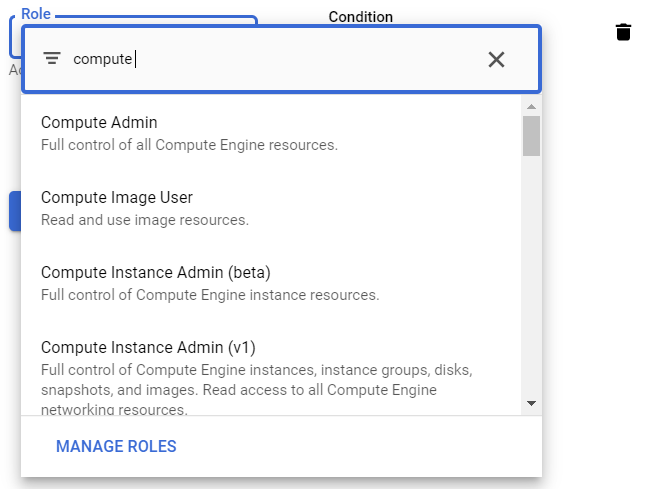 Role
Condition
compute
Compute Admin
Full control of all Compute Engine resources.
Compute Image User
Read and use image resources.
Compute Instance Admin (beta)
Full control of Compute Engine instance resources.
Compute Instance Admin (v1)
Full control of Compute Engine instances, instance groups, disks,
snapshots, and images. Read access to all Compute Engine
networking resources.
MANAGE ROLES